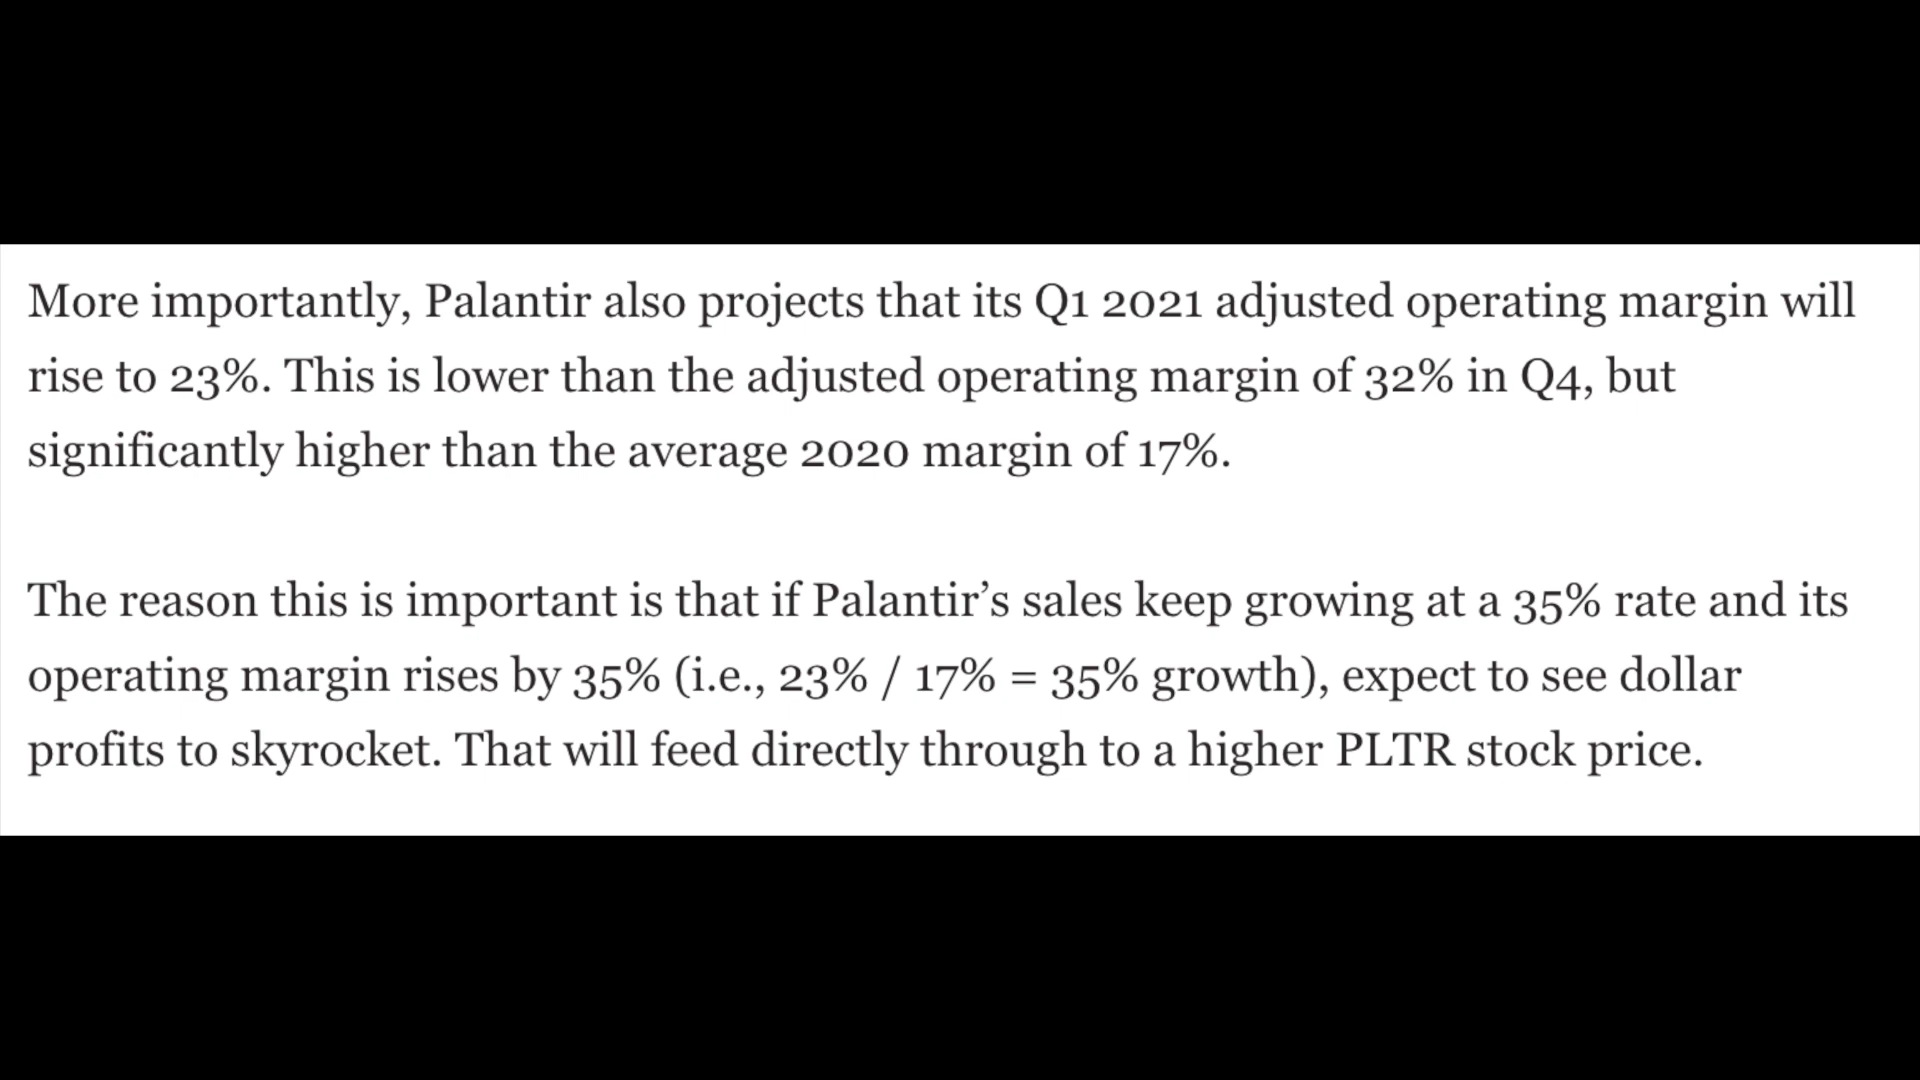 More importantly, Palantir also projects that its Q1 2021 adjusted operating margin will
rise to 23%. This is lower than the adjusted operating margin of 32% in Q4, but
significantly higher than the average 2020 margin of 17%.
The reason this is important is that if Palantir’s sales keep growing at a 35% rate and its
operating margin rises by 35% (i.e., 23% / 17% = 35% growth), expect to see dollar
profits to skyrocket. That will feed directly through to a higher PLTR stock price.